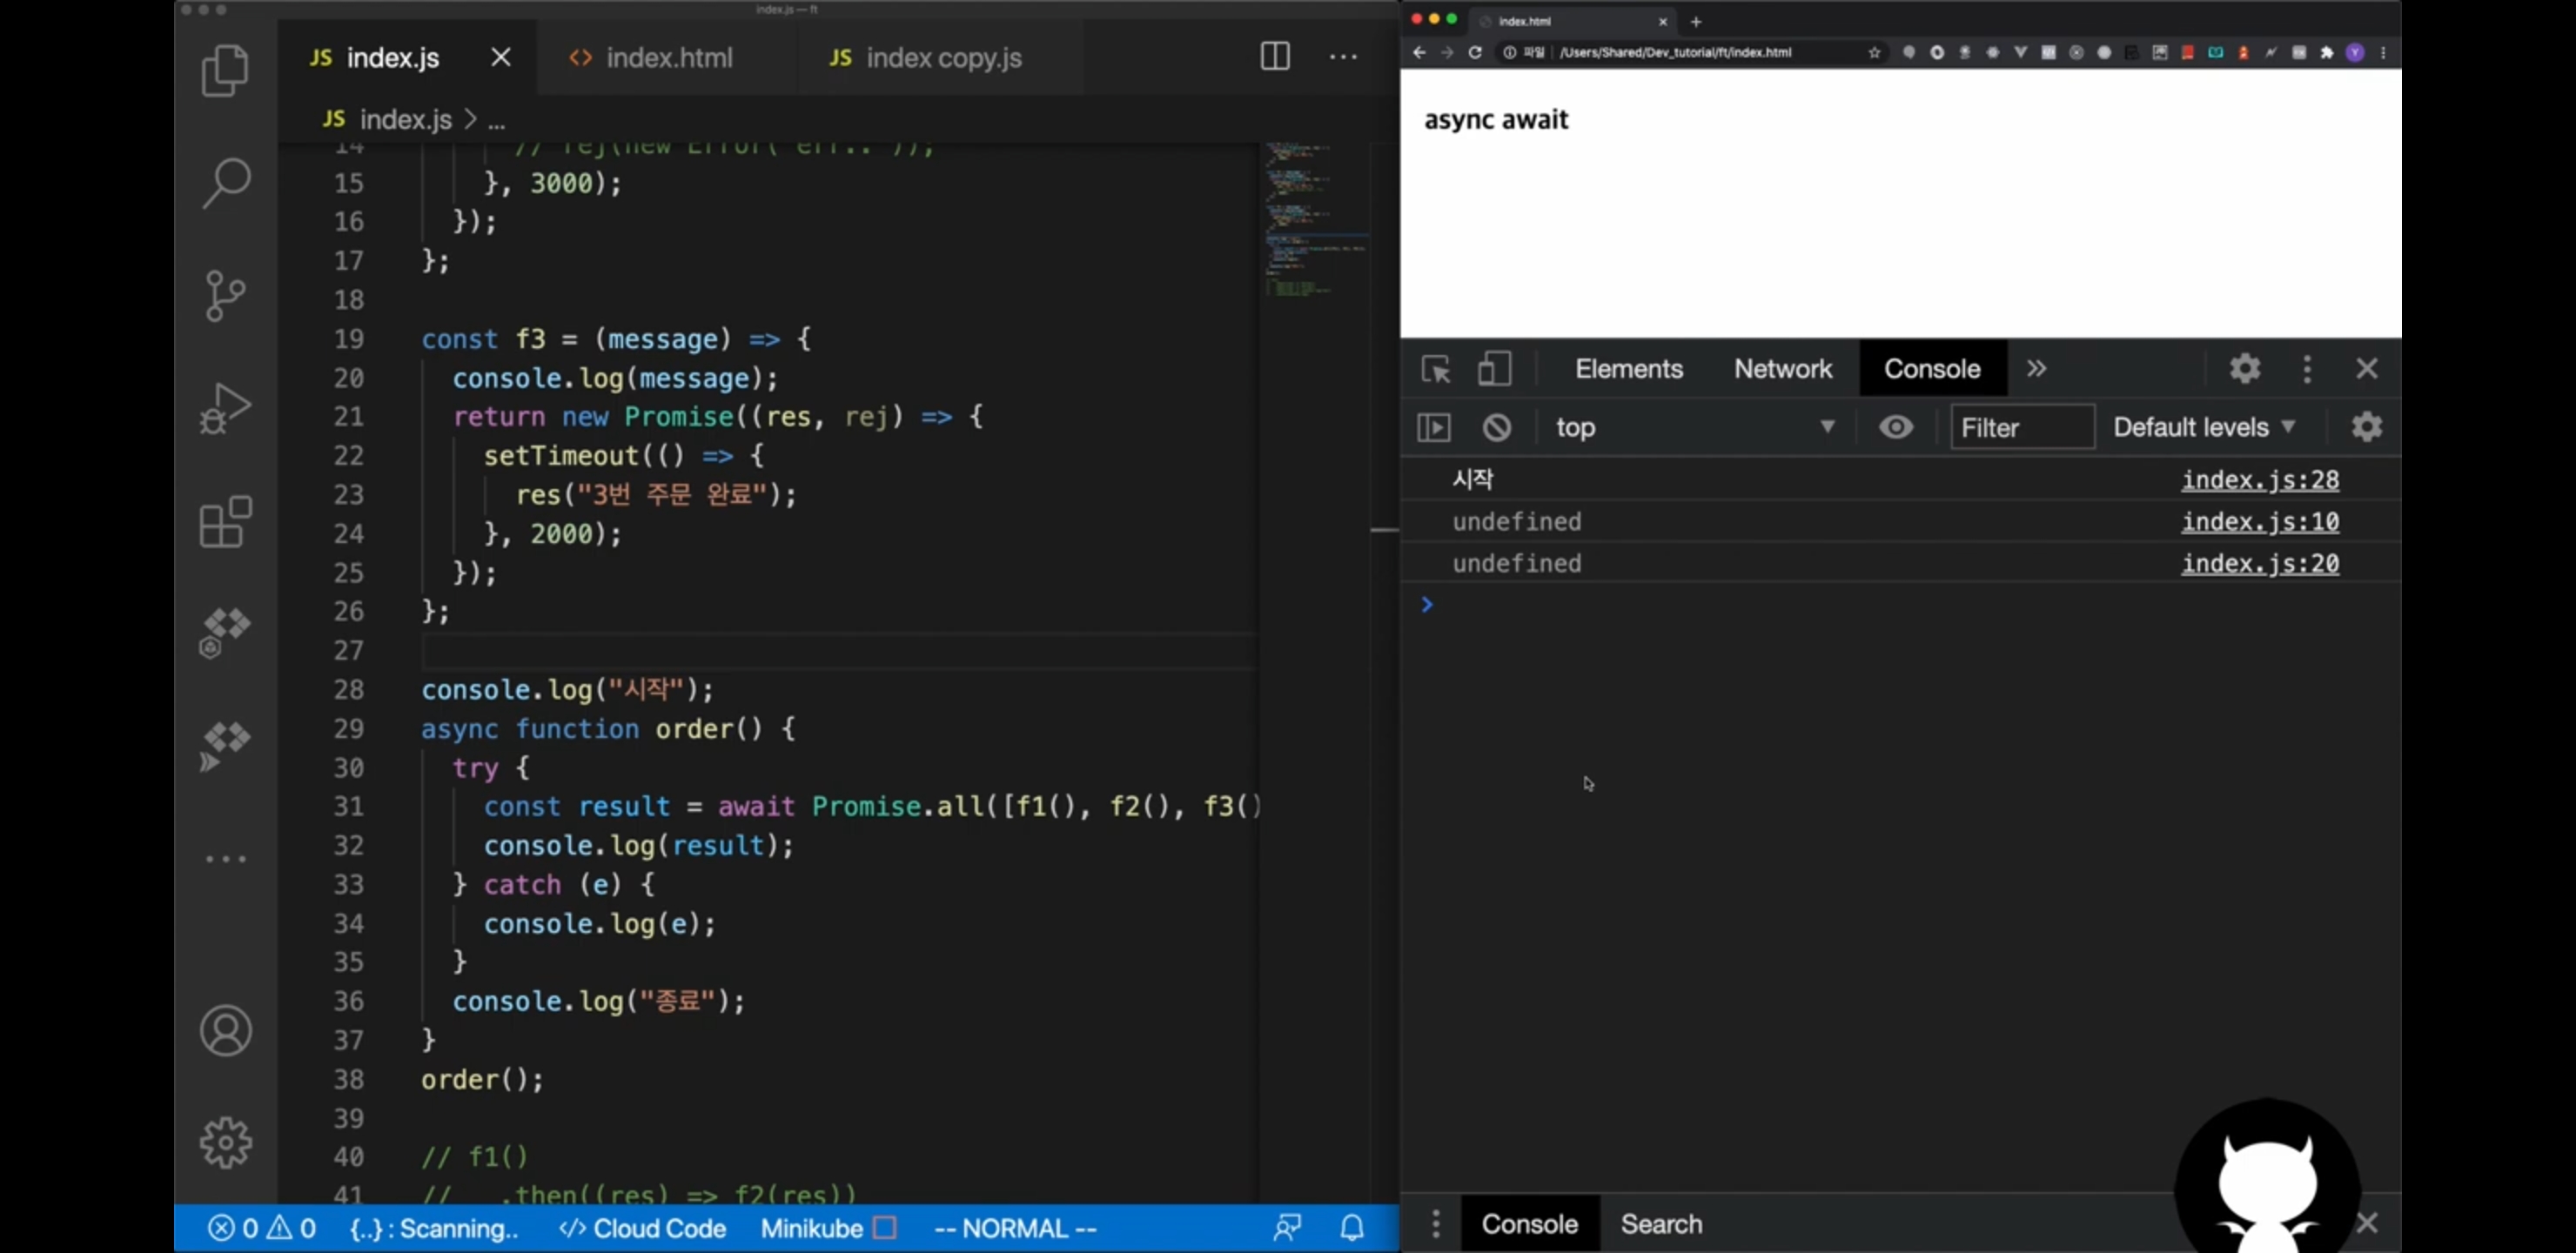 index.js — ft
JS index.js
<> index.html
JS index copy.js
JS index.js > ...
14 // rej(new Error("err.."));
15 }, 3000);
16 });
17 };
18
19 const f3 = (message) => {
20 console.log(message);
21 return new Promise((res, rej) => {
22 setTimeout(() => {
23 res("3번 주문 완료");
24 }, 2000);
25 });
26 };
27
28 console.log("시작");
29 async function order() {
30 try {
31 const result = await Promise.all([f1(), f2(), f3()
32 console.log(result);
33 } catch (e) {
34 console.log(e);
35 }
36 console.log("종료");
37 }
38 order();
39
40 // f1()
41 // .then((res) => f2(res))
0 0 {..} : Scanning.. </> Cloud Code Minikube -- NORMAL --
index.html
파일 | /Users/Shared/Dev_tutorial/ft/index.html
async await
Elements Network Console »
top Filter Default levels
시작 index.js:28
undefined index.js:10
undefined index.js:20
>
Console Search